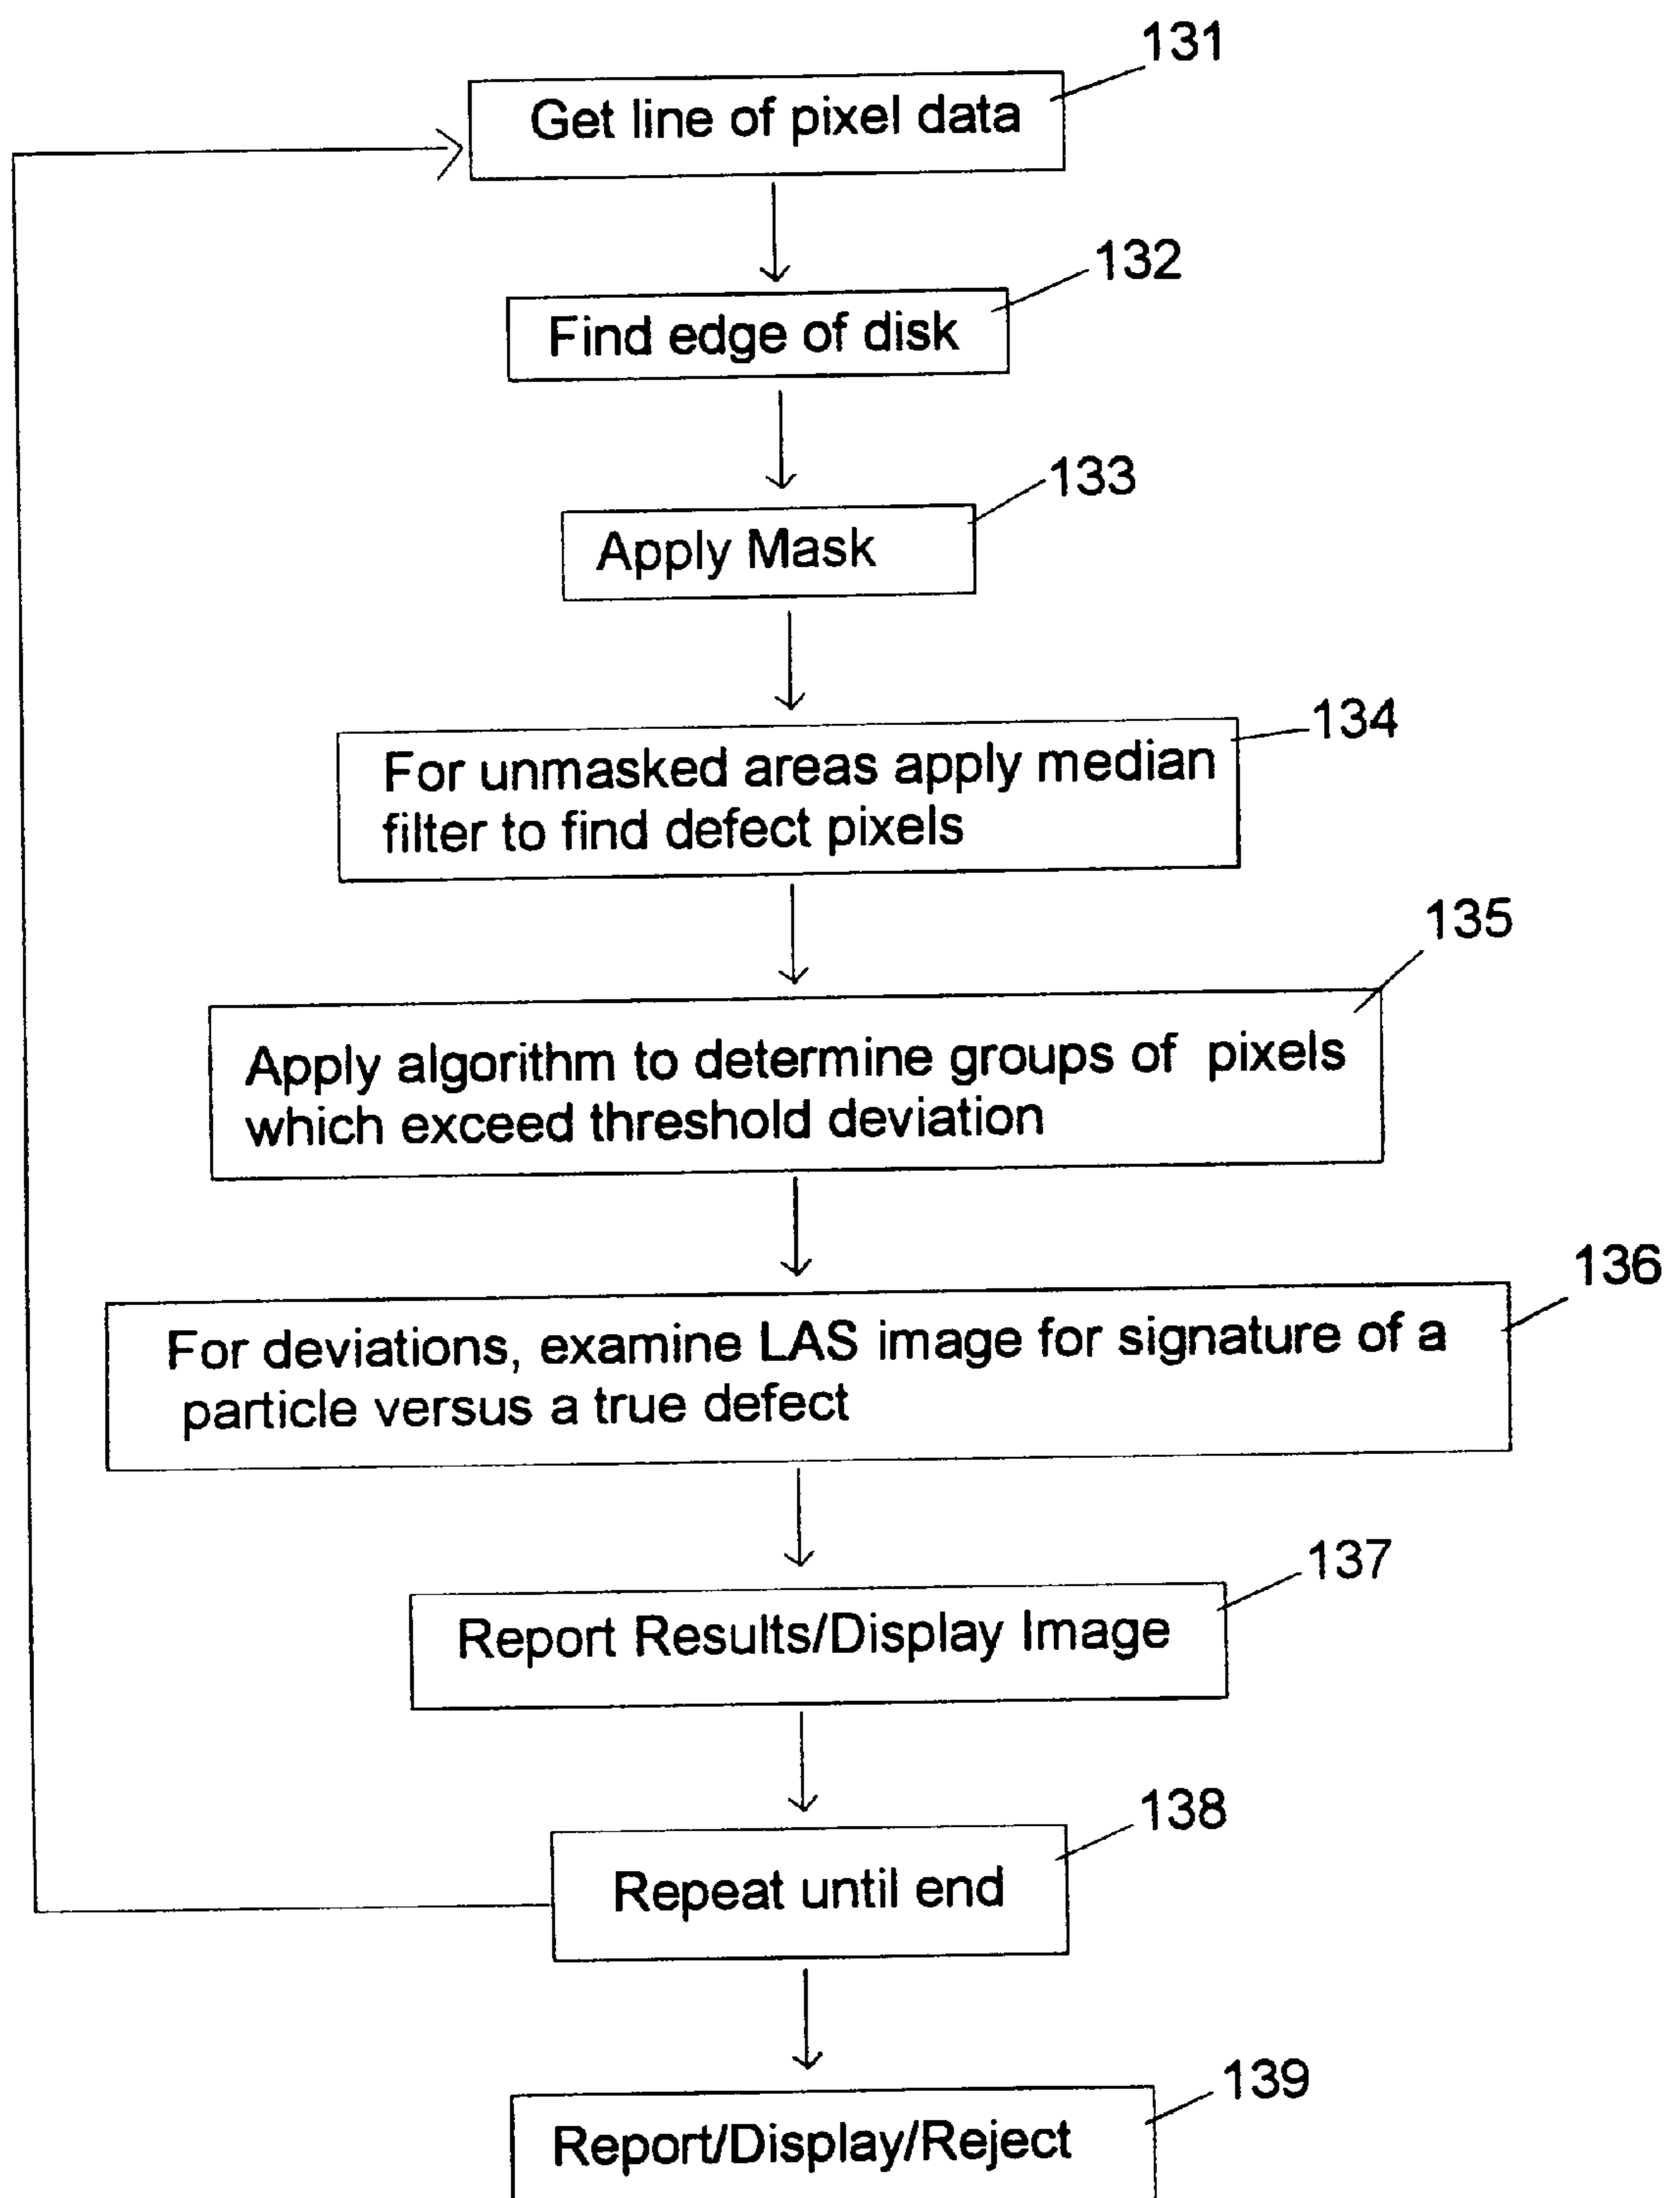 131
Get line of pixel data
132
Find edge of disk
133
Apply Mask
134
For unmasked areas apply median
filter to find defect pixels
135
Apply algorithm to determine groups of pixels
which exceed threshold deviation
136
For deviations, examine LAS image for signature of a
particle versus a true defect
137
Report Results/Display Image
138
Repeat until end
139
Report/Display/Reject